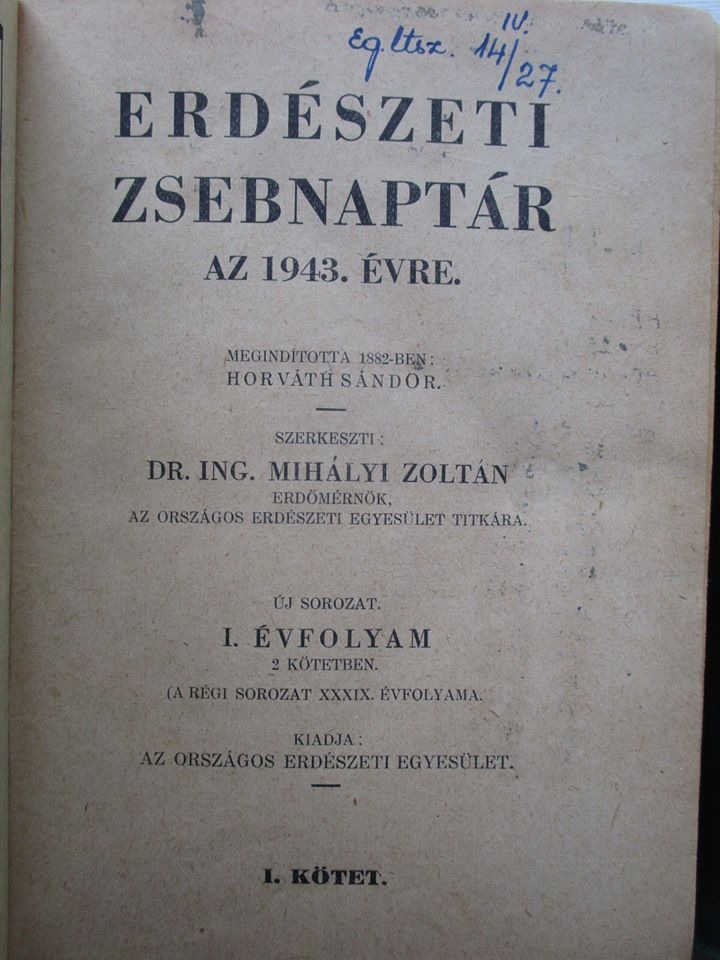 IV.
Eg. ltsz. 14/27.
ERDÉSZETI
ZSEBNAPTÁR
AZ 1943. ÉVRE.
MEGINDÍTOTTA 1882-BEN:
HORVÁTH SÁNDOR.
SZERKESZTI:
DR. ING. MIHÁLYI ZOLTÁN
ERDŐMÉRNÖK,
AZ ORSZÁGOS ERDÉSZETI EGYESÜLET TITKÁRA.
ÚJ SOROZAT.
I. ÉVFOLYAM
2 KÖTETBEN.
(A RÉGI SOROZAT XXXIX. ÉVFOLYAMA.
KIADJA:
AZ ORSZÁGOS ERDÉSZETI EGYESÜLET.
I. KÖTET.